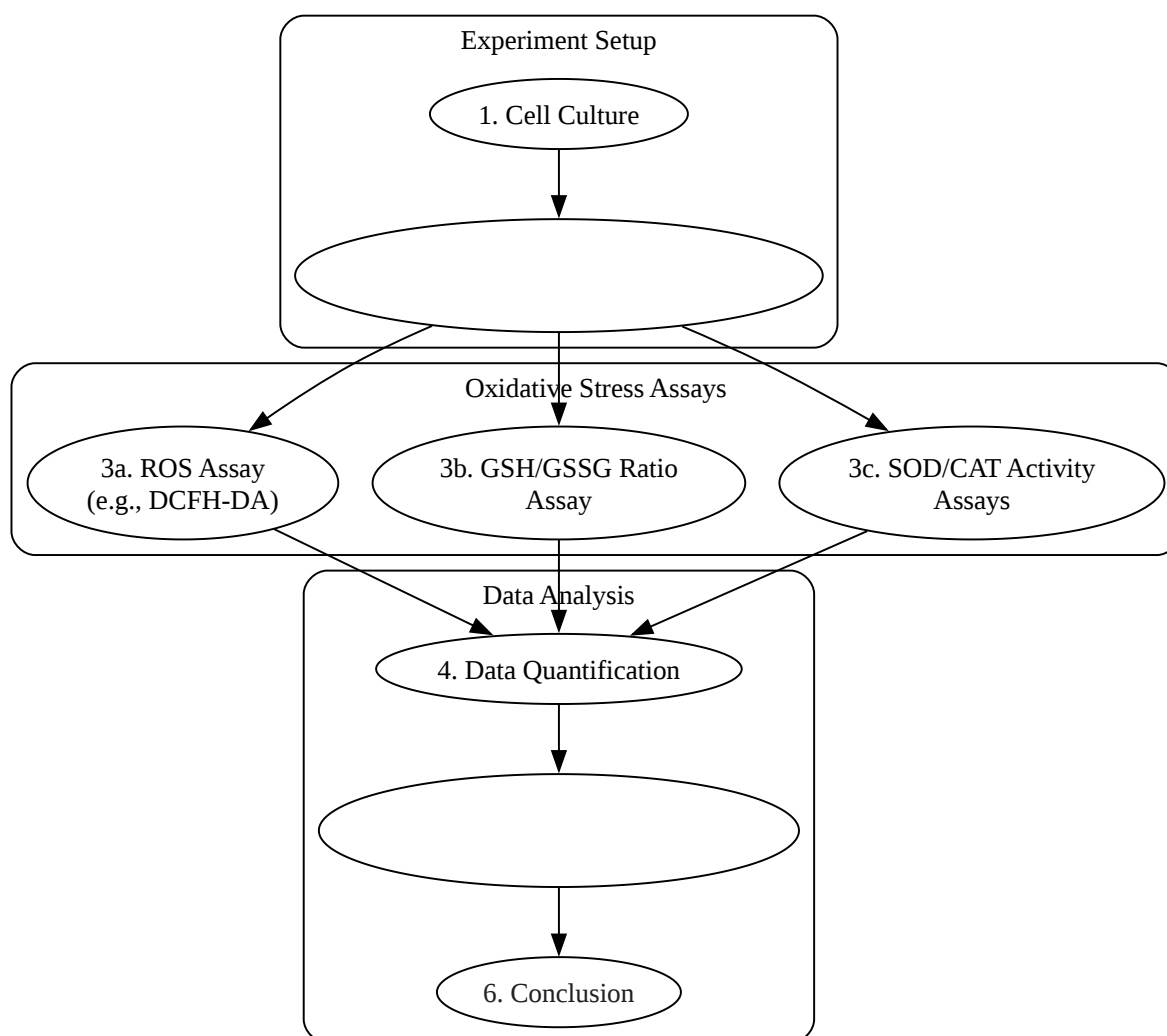 Experiment Setup
1. Cell Culture
Oxidative Stress Assays
3a. ROS Assay
(e.g., DCFH-DA)
3b. GSH/GSSG Ratio
Assay
3c. SOD/CAT Activity
Assays
Data Analysis
4. Data Quantification
6. Conclusion